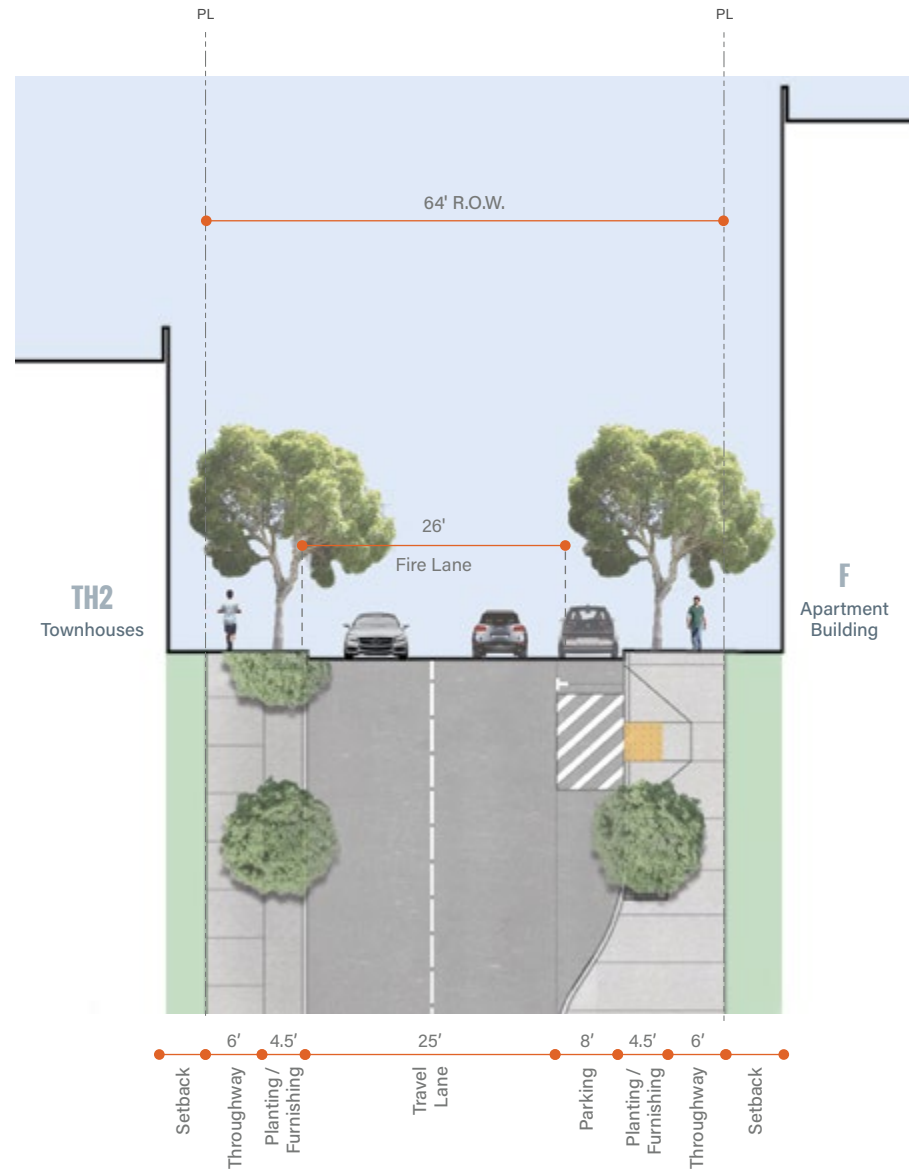 PL
PL
64' R.O.W.
26'
Fire Lane
TH2
Townhouses
F
Apartment
Building
6'
4.5'
25'
8'
4.5'
6'
Setback
Throughway
Planting /
Furnishing
Travel
Lane
Parking
Planting /
Furnishing
Throughway
Setback